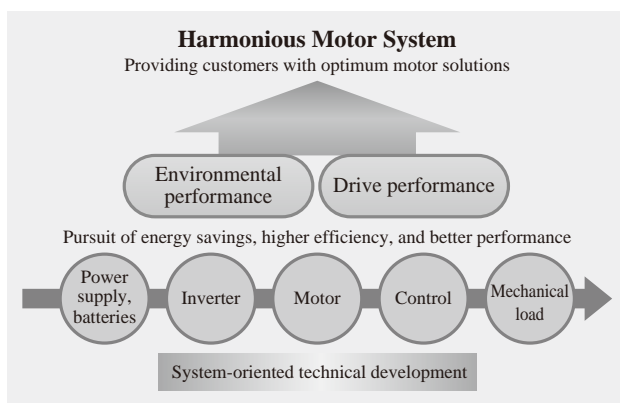 Harmonious Motor System
Providing customers with optimum motor solutions
Environmental
performance
Drive performance
Pursuit of energy savings, higher efficiency, and better performance
Power
supply,
batteries
Inverter
Motor
Control
Mechanical
load
System-oriented technical development